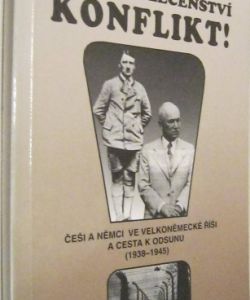 KONFLIKT!
ČEŠI A NĚMCI VE VELKONĚMECKÉ ŘÍŠI
A CESTA K ODSUNU
(1938–1945)